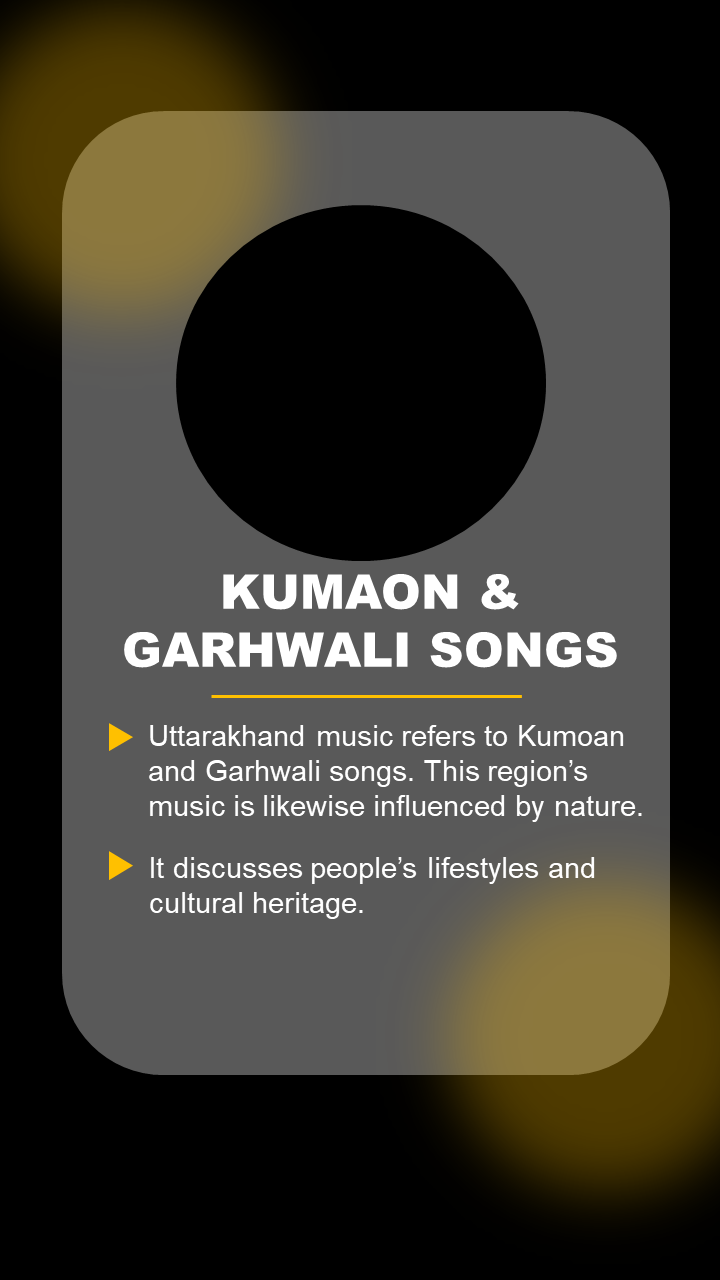 KUMAON &
GARHWALI SONGS
Uttarakhand music refers to Kumoan
and Garhwali songs. This region’s
music is likewise influenced by nature.
It discusses people’s lifestyles and
cultural heritage.